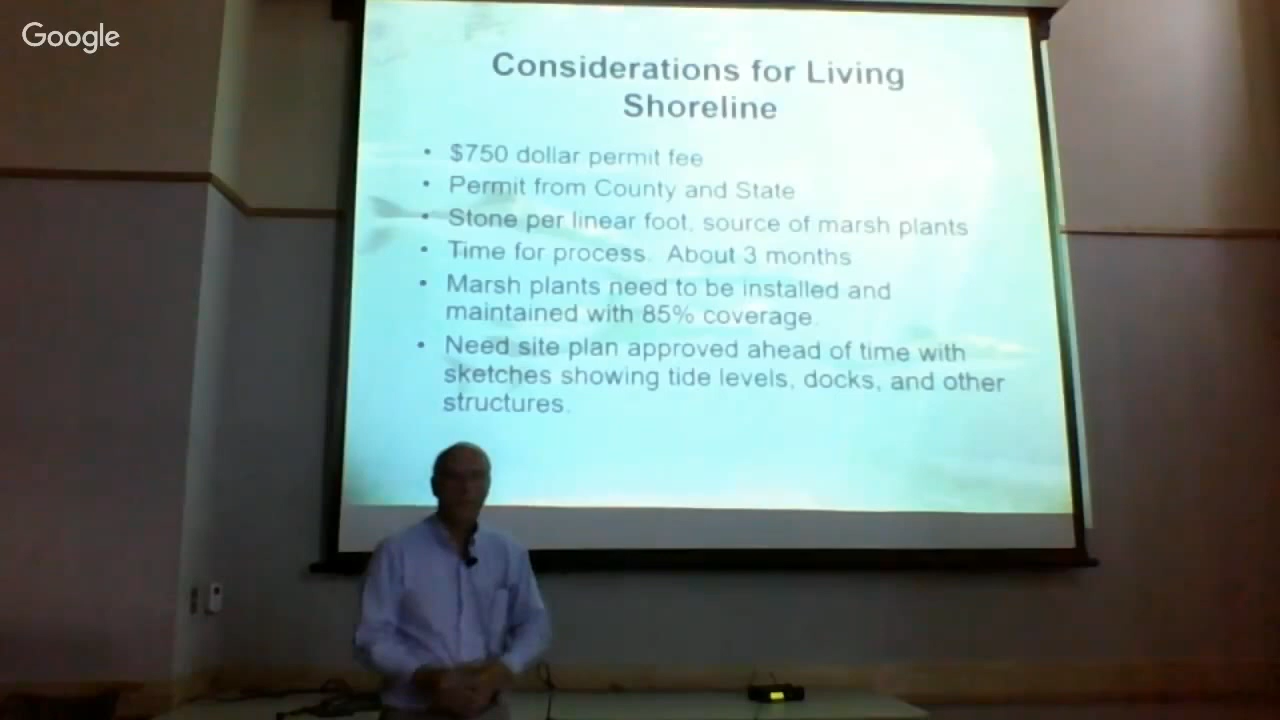 Google
Considerations for Living
Shoreline
• $750 dollar permit fee
• Permit from County and State
• Stone per linear foot, source of marsh plants
• Time for process. About 3 months
• Marsh plants need to be installed and
maintained with 85% coverage.
• Need site plan approved ahead of time with
sketches showing tide levels, docks, and other
structures.